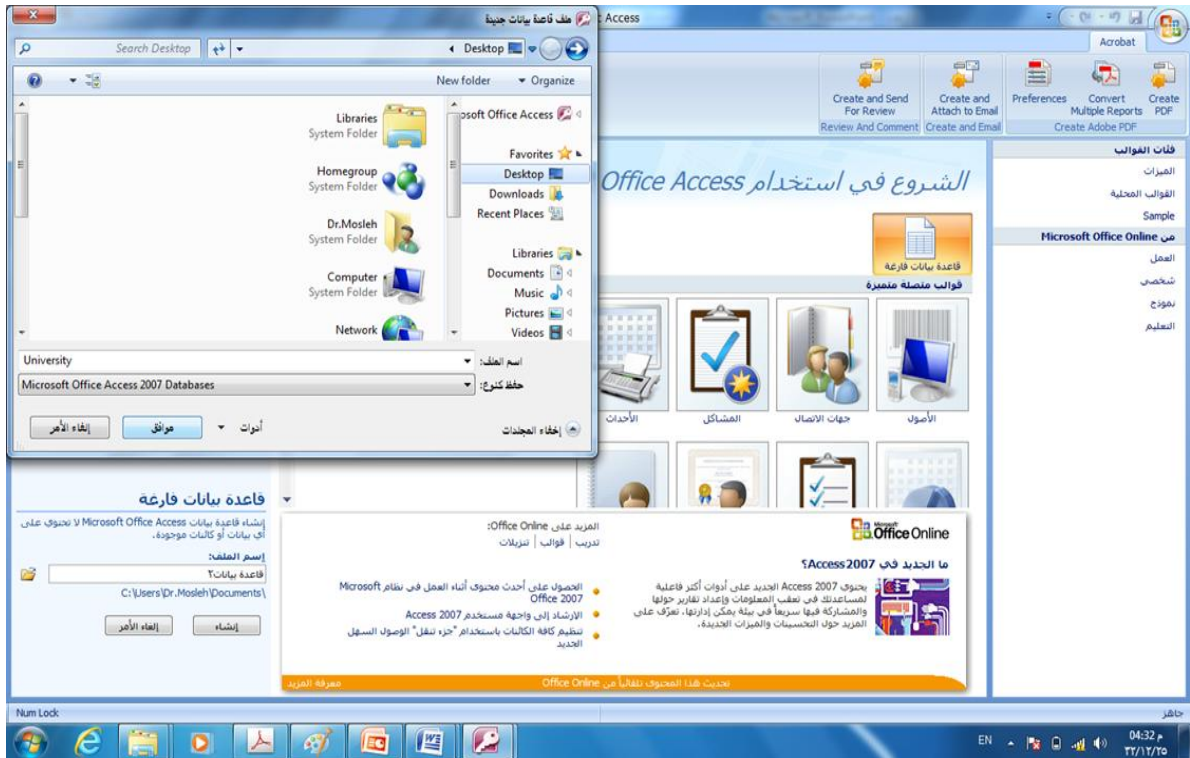 ملف قاعدة بيانات جديدة
Access
Search Desktop
Desktop
New folder
Organize
Libraries
System Folder
Homegroup
System Folder
Dr.Mosleh
System Folder
Computer
System Folder
Network
osoft Office Access
Favorites
Desktop
Downloads
Recent Places
Libraries
Documents
Music
Pictures
Videos
اسم الملف:
University
حفظ كنوع:
Microsoft Office Access 2007 Databases
إخفاء المجلدات
أدوات
موافق
إلغاء الأمر
Acrobat
Create and Send For Review
Create and Attach to Email
Preferences
Convert Multiple Reports
Create PDF
Review And Comment
Create and Email
Create Adobe PDF
فئات القوالب
الميزات
القوالب المحلية
Sample
من Microsoft Office Online
العمل
شخصي
نموذج
التعليم
الشروع في استخدام Office Access
قاعدة بيانات فارغة
قوالب متصلة متميزة
الأصول
جهات الاتصال
المشاكل
الأحداث
Microsoft Office Online
المزيد على Office Online:
تدريب | قوالب | تنزيلات
ما الجديد في Access 2007؟
يحتوي Access 2007 الجديد على أدوات أكثر فاعلية
لمساعدتك في تعقب المعلومات وإعداد تقارير حولها
والمشاركة فيها سريعاً في بيئة يمكن إدارتها، تعرّف على
المزيد حول التحسينات والميزات الجديدة.
الحصول على أحدث محتوى أثناء العمل في نظام Microsoft
Office 2007
الإرشاد إلى واجهة مستخدم Access 2007
تنظيم كافة الكائنات باستخدام "جزء تنقل" الوصول السهل
الجديد
تحديث هذا المحتوى تلقائياً من Office Online
معرفة المزيد
قاعدة بيانات فارغة
إنشاء قاعدة بيانات Microsoft Office Access لا تحتوي على
أي بيانات أو كائنات موجودة.
إسم الملف:
قاعدة بيانات٢
C:\Users\Dr.Mosleh\Documents\
إنشاء
إلغاء الأمر
Num Lock
جاهز
EN
04:32 م
٣٢/١٢/٢٥